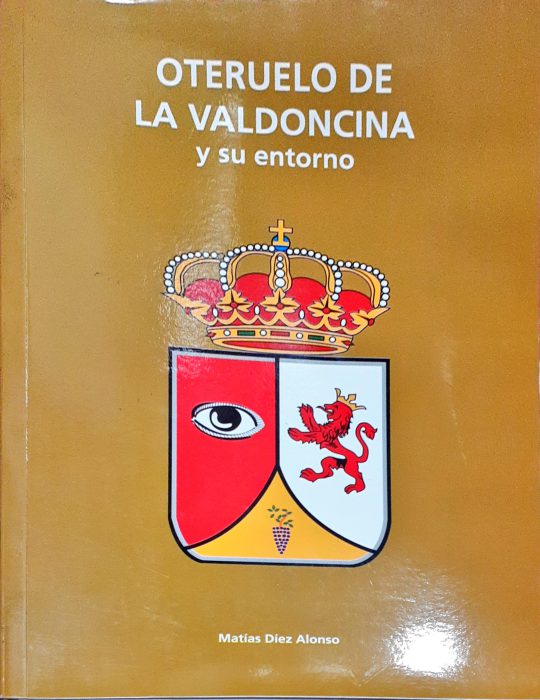 OTERUELO DE
LA VALDONCINA
y su entorno
Matías Díez Alonso